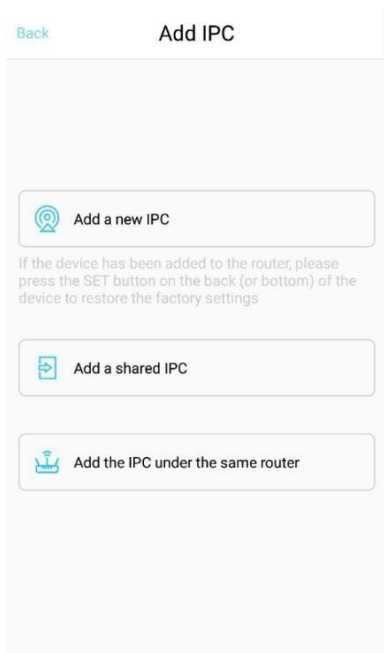 Back
Add IPC
Add a new IPC
If the device has been added to the router, please
press the SET button on the back (or bottom) of the
device to restore the factory settings
Add a shared IPC
Add the IPC under the same router